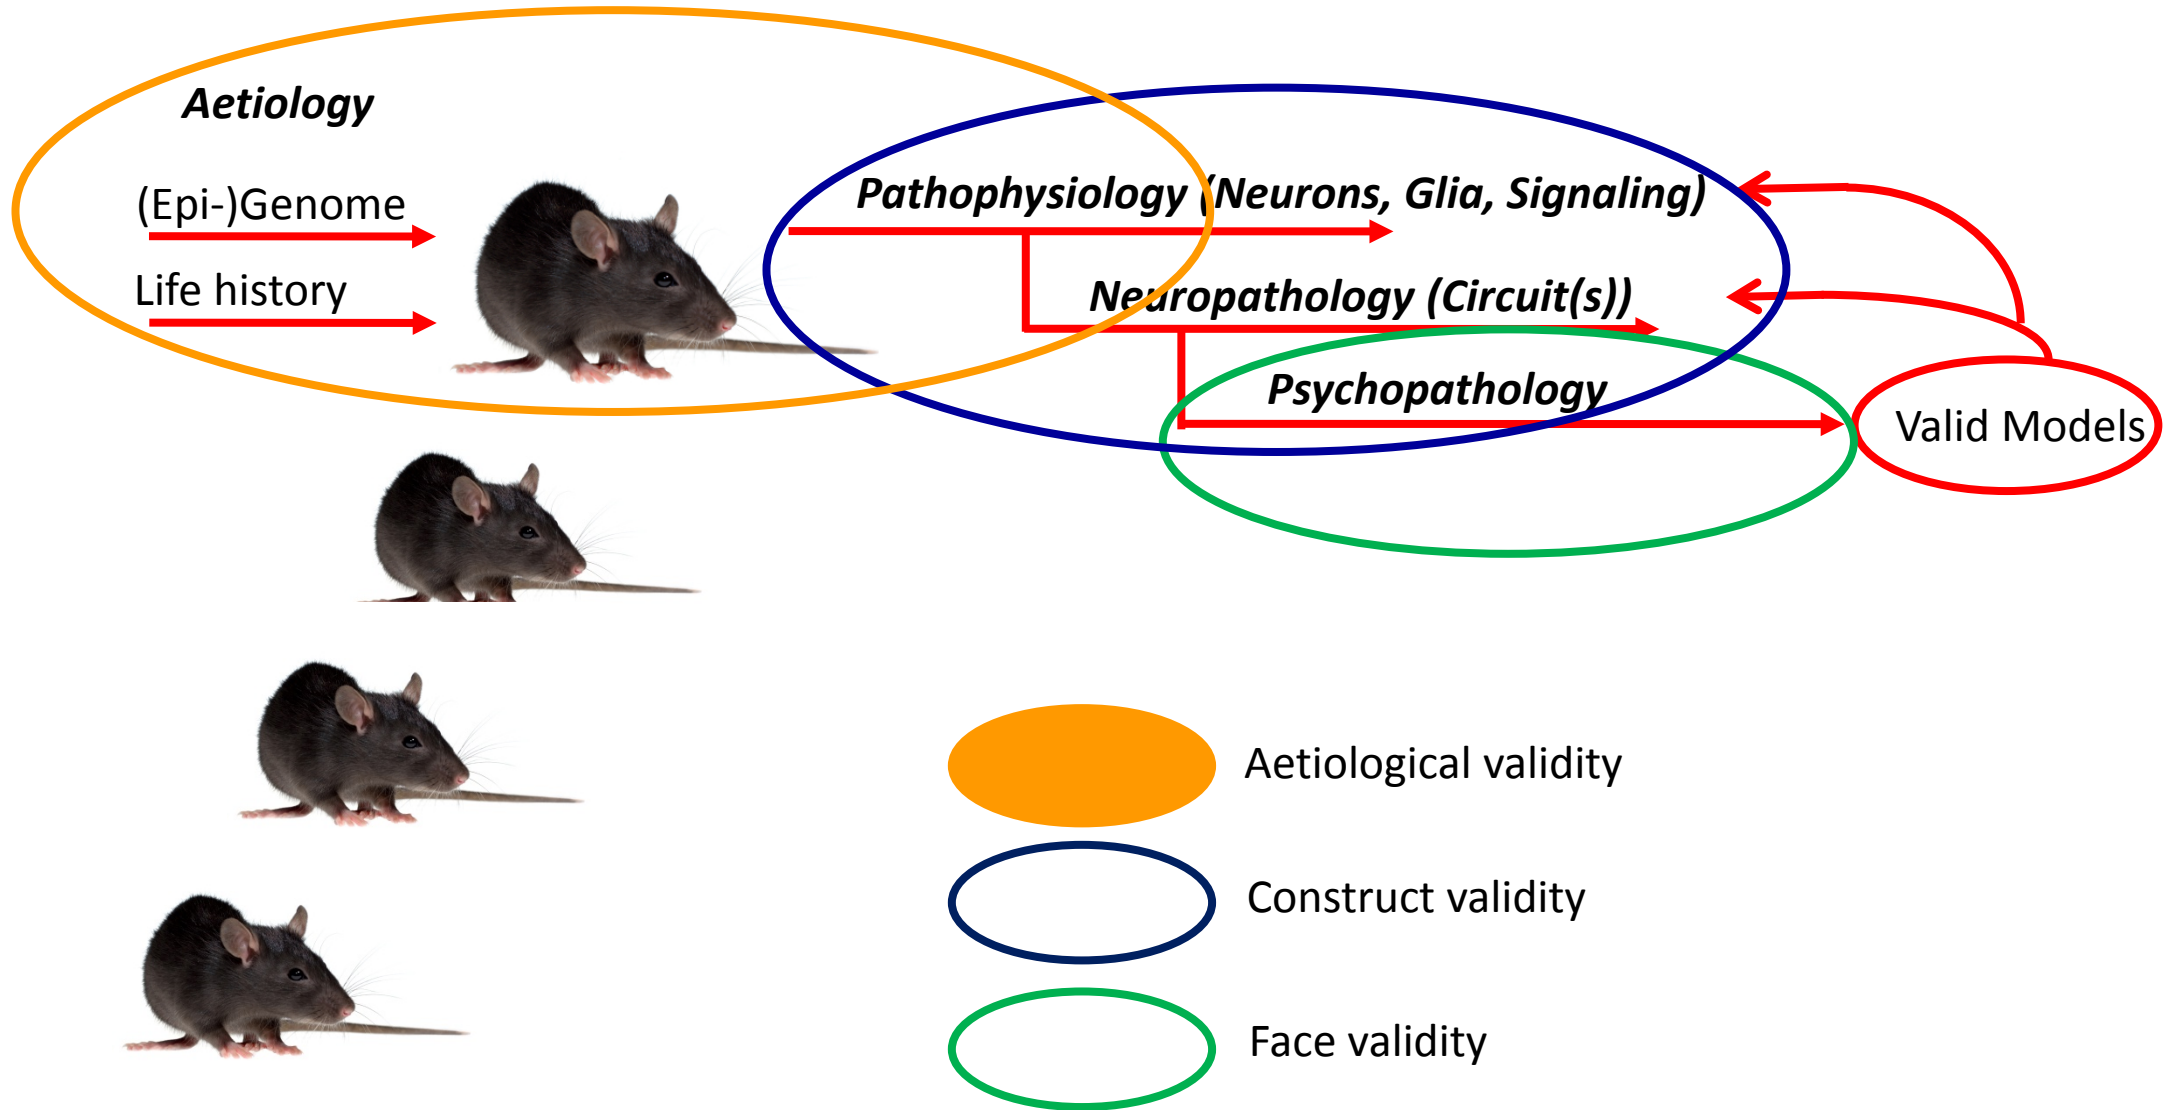 Aetiology
(Epi-)Genome
Life history
Pathophysiology (Neurons, Glia, Signaling)
Neuropathology (Circuit(s))
Psychopathology
Valid Models
Aetiological validity
Construct validity
Face validity